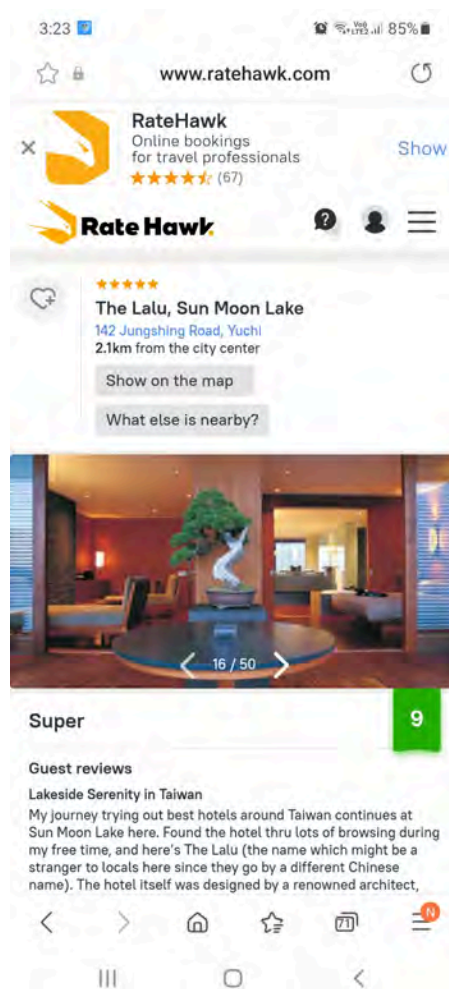 3:23
85%
www.ratehawk.com
RateHawk
Online bookings
for travel professionals
(67)
Show
Rate Hawk.
The Lalu, Sun Moon Lake
142 Jungshing Road, Yuchi
2.1km from the city center
Show on the map
What else is nearby?
16 / 50
Super
9
Guest reviews
Lakeside Serenity in Taiwan
My journey trying out best hotels around Taiwan continues at
Sun Moon Lake here. Found the hotel thru lots of browsing during
my free time, and here's The Lalu (the name which might be a
stranger to locals here since they go by a different Chinese
name). The hotel itself was designed by a renowned architect,
71
N